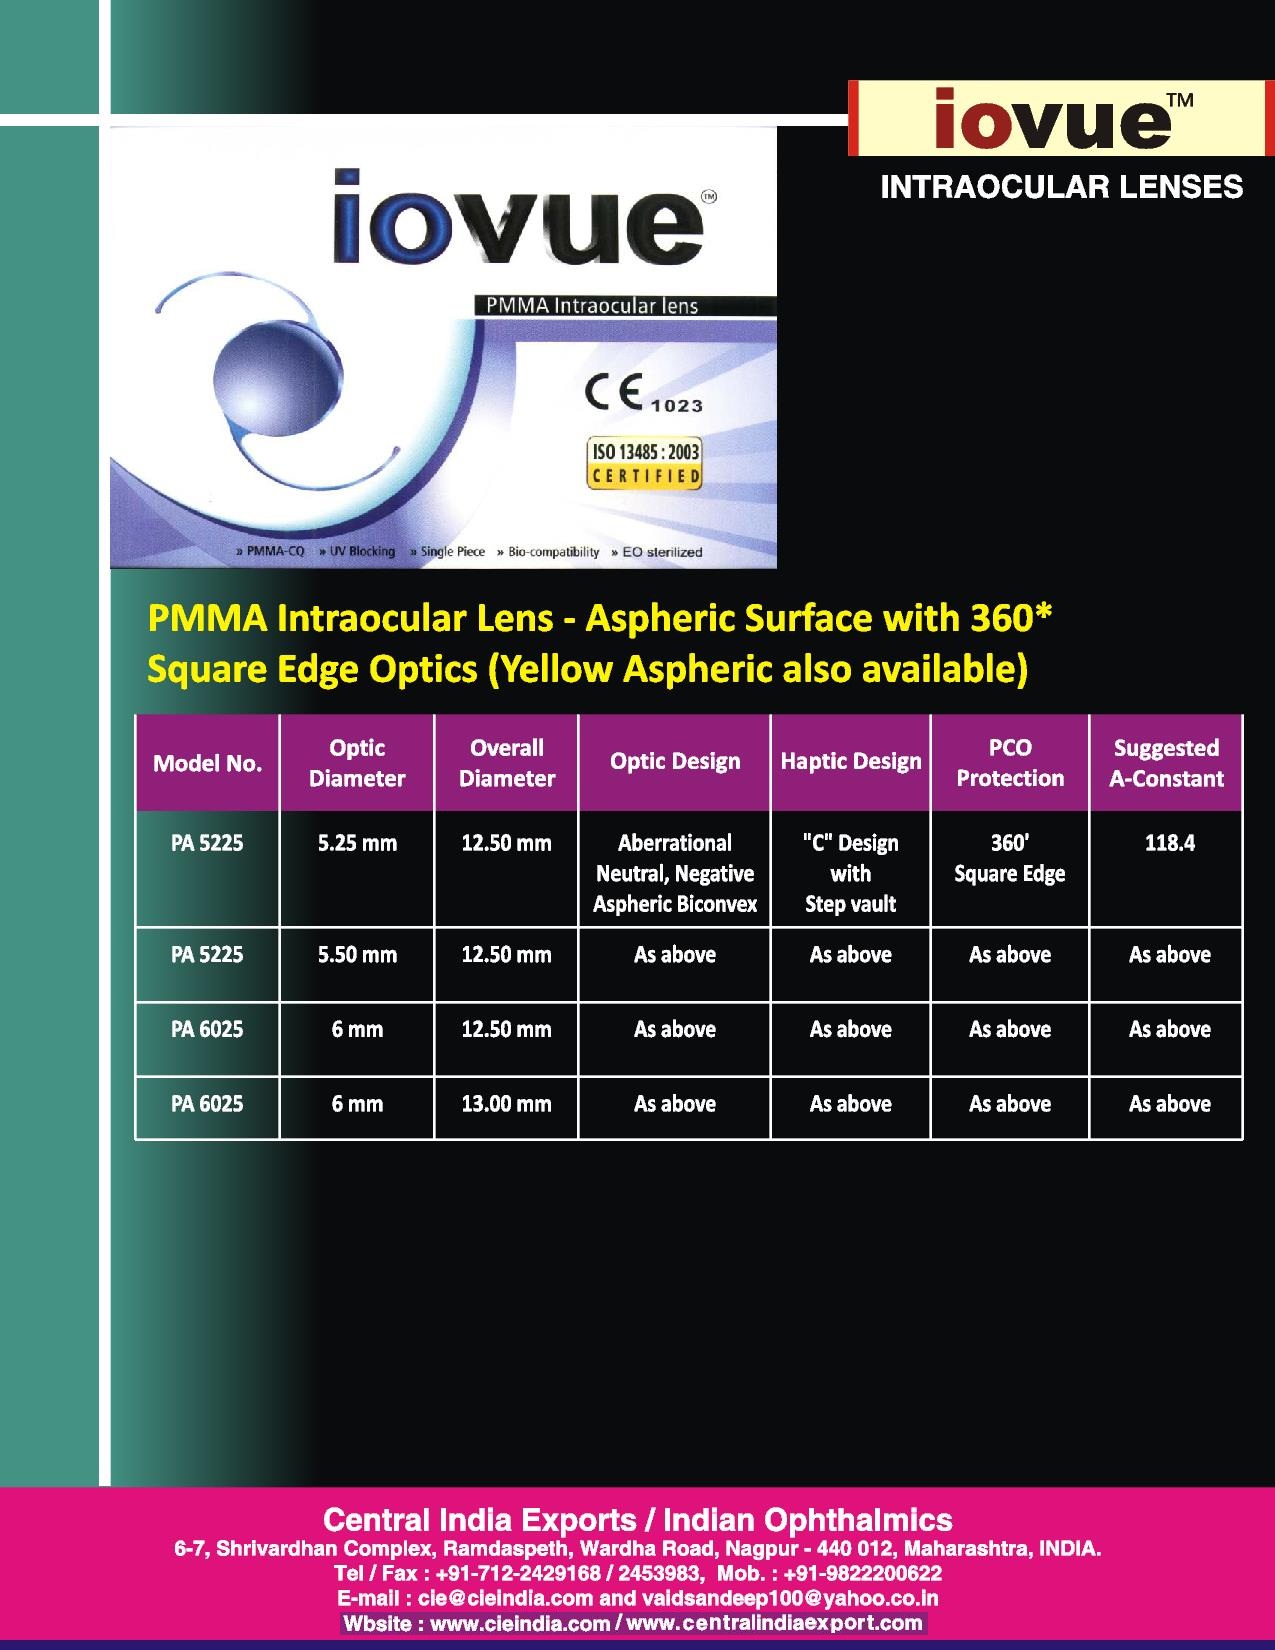 iovue™
INTRAOCULAR LENSES
iovue™
PMMA Intraocular lens
CE 1023
ISO 13485 : 2003
CERTIFIED
» PMMA-CQ » UV Blocking » Single Piece » Bio-compatibility » EO sterilized
PMMA Intraocular Lens - Aspheric Surface with 360*
Square Edge Optics (Yellow Aspheric also available)
Model No. Optic Diameter Overall Diameter Optic Design Haptic Design PCO Protection Suggested A-Constant
PA 5225 5.25 mm 12.50 mm Aberrational Neutral, Negative Aspheric Biconvex "C" Design with Step vault 360' Square Edge 118.4
PA 5225 5.50 mm 12.50 mm As above As above As above As above
PA 6025 6 mm 12.50 mm As above As above As above As above
PA 6025 6 mm 13.00 mm As above As above As above As above
Central India Exports / Indian Ophthalmics
6-7, Shrivardhan Complex, Ramdaspeth, Wardha Road, Nagpur - 440 012, Maharashtra, INDIA.
Tel / Fax : +91-712-2429168 / 2453983, Mob. : +91-9822200622
E-mail : cie@cieindia.com and vaidsandeep100@yahoo.co.in
Wbsite : www.cieindia.com / www.centralindiaexport.com